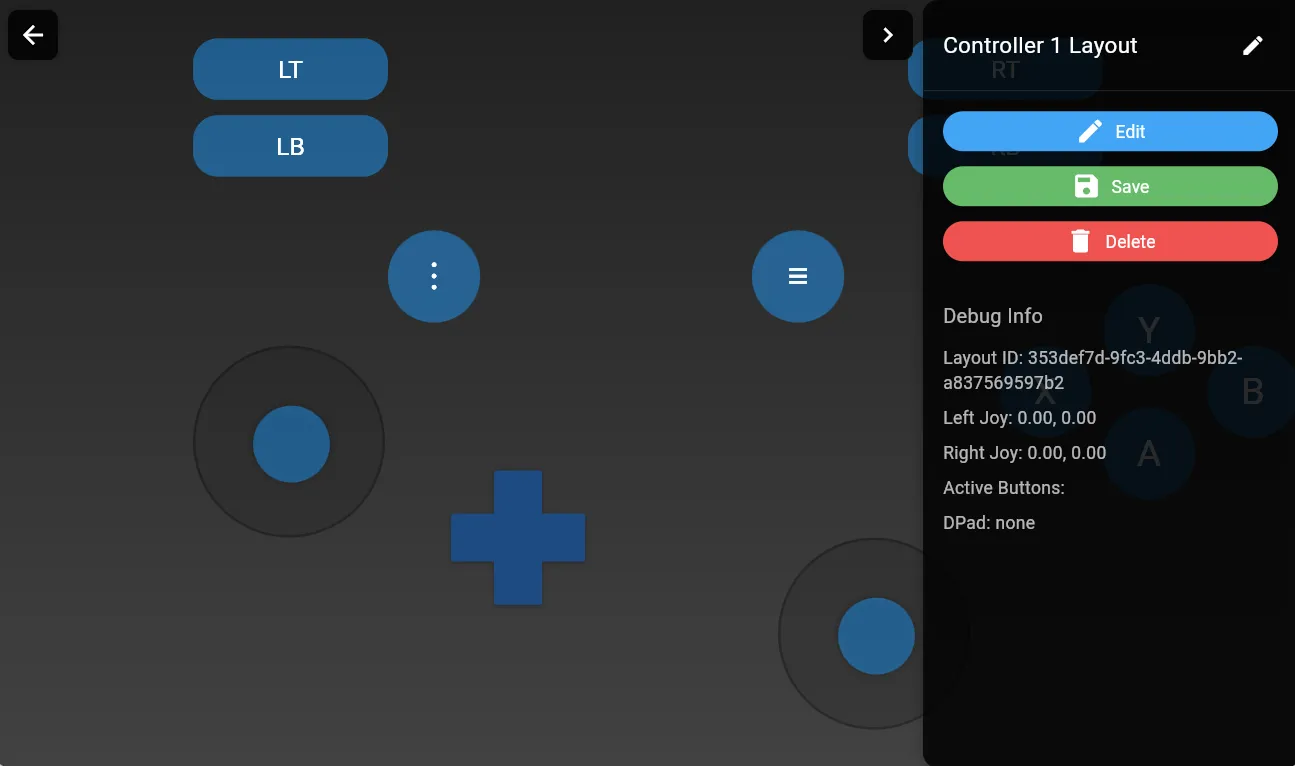 LT
LB
Controller 1 Layout
RT
Edit
RB
Save
Delete
Debug Info
Y
Layout ID: 353def7d-9fc3-4ddb-9bb2-
a837569597b2
X
B
Left Joy: 0.00, 0.00
Right Joy: 0.00, 0.00
A
Active Buttons:
DPad: none